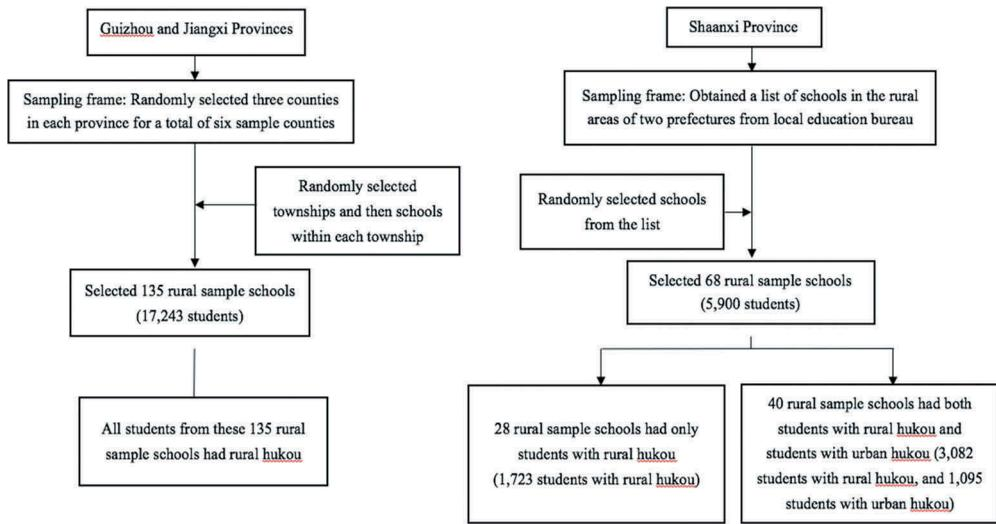 Guizhou and Jiangxi Provinces
Sampling frame: Randomly selected three counties
in each province for a total of six sample counties
Randomly selected
townships and then schools
within each township
Selected 135 rural sample schools
(17,243 students)
All students from these 135 rural
sample schools had rural hukou
Shaanxi Province
Sampling frame: Obtained a list of schools in the rural
areas of two prefectures from local education bureau
Randomly selected schools
from the list
Selected 68 rural sample schools
(5,900 students)
28 rural sample schools had only
students with rural hukou
(1,723 students with rural hukou)
40 rural sample schools had both
students with rural hukou and
students with urban hukou (3,082
students with rural hukou, and 1,095
students with urban hukou)